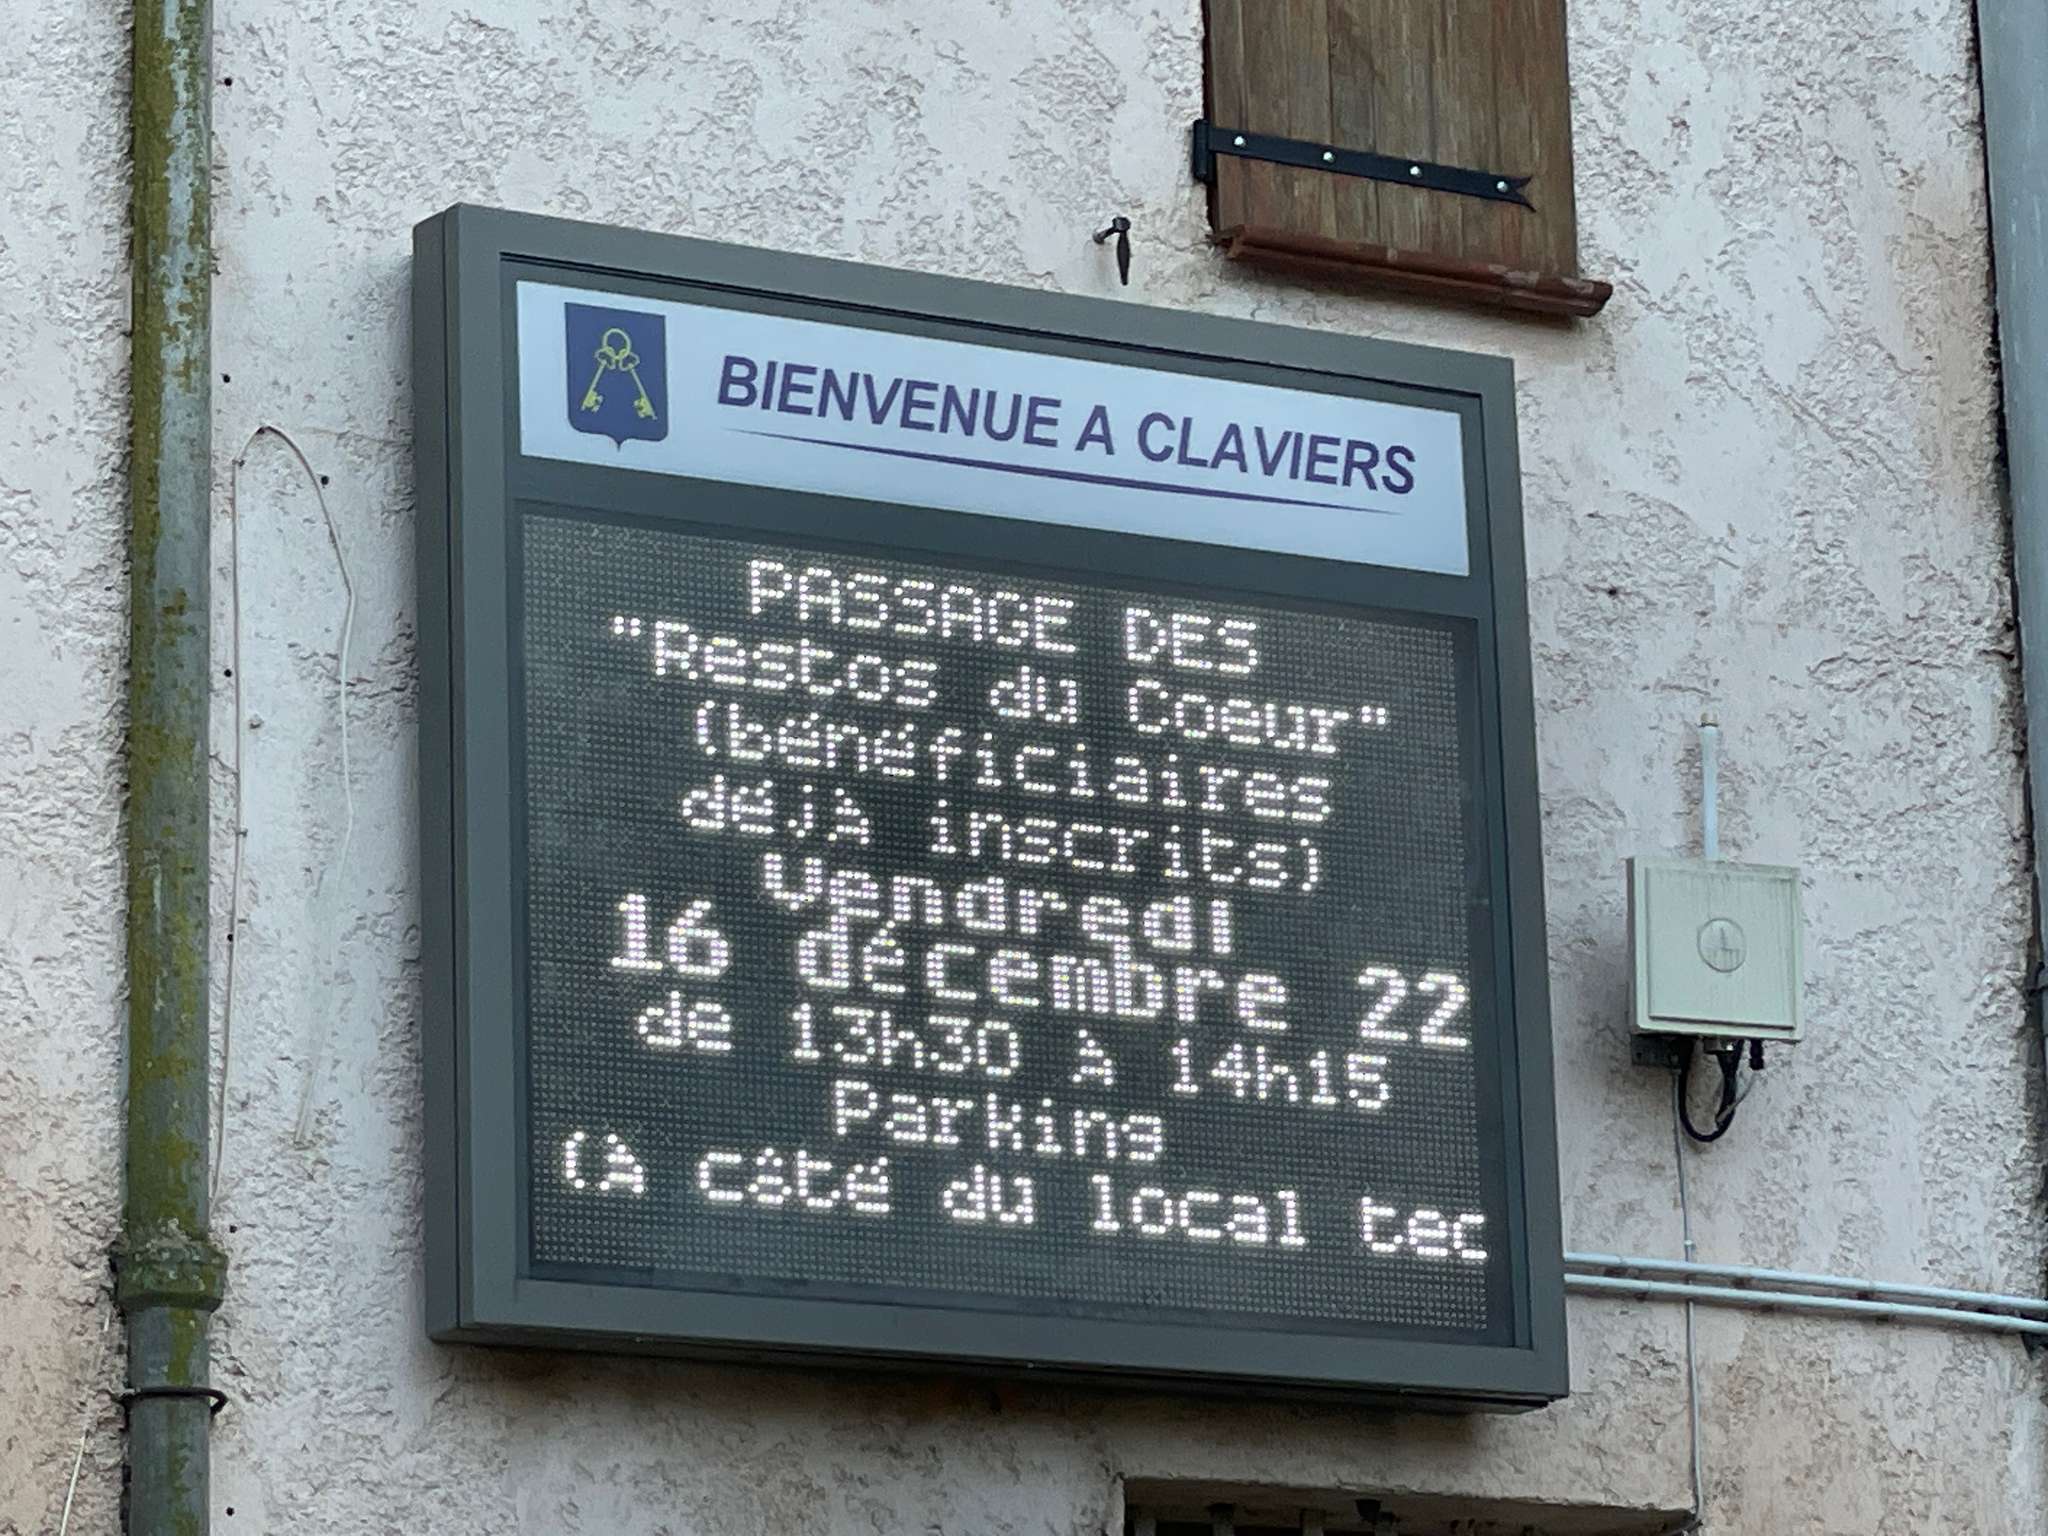 BIENVENUE A CLAVIERS
PASSAGE DES
"Restos du Coeur"
(bénéficiaires
déjà inscrits)
Vendredi
16 décembre 22
de 13h30 à 14h15
Parking
(à côté du local tec